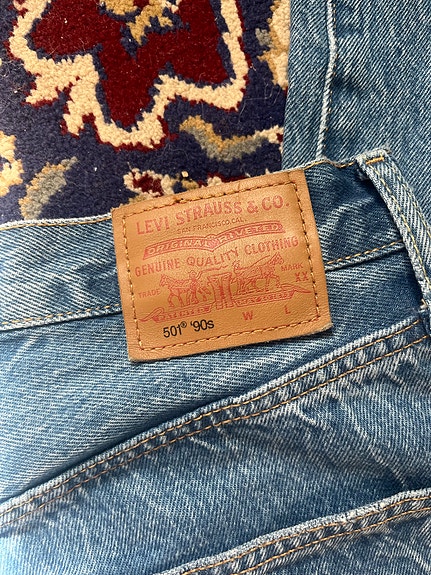 LEVI STRAUSS & CO.
SAN FRANCISCO, CAL.
ORIGINAL RIVETED
GENUINE QUALITY CLOTHING
TRADE MARK
XX
501® '90s W L